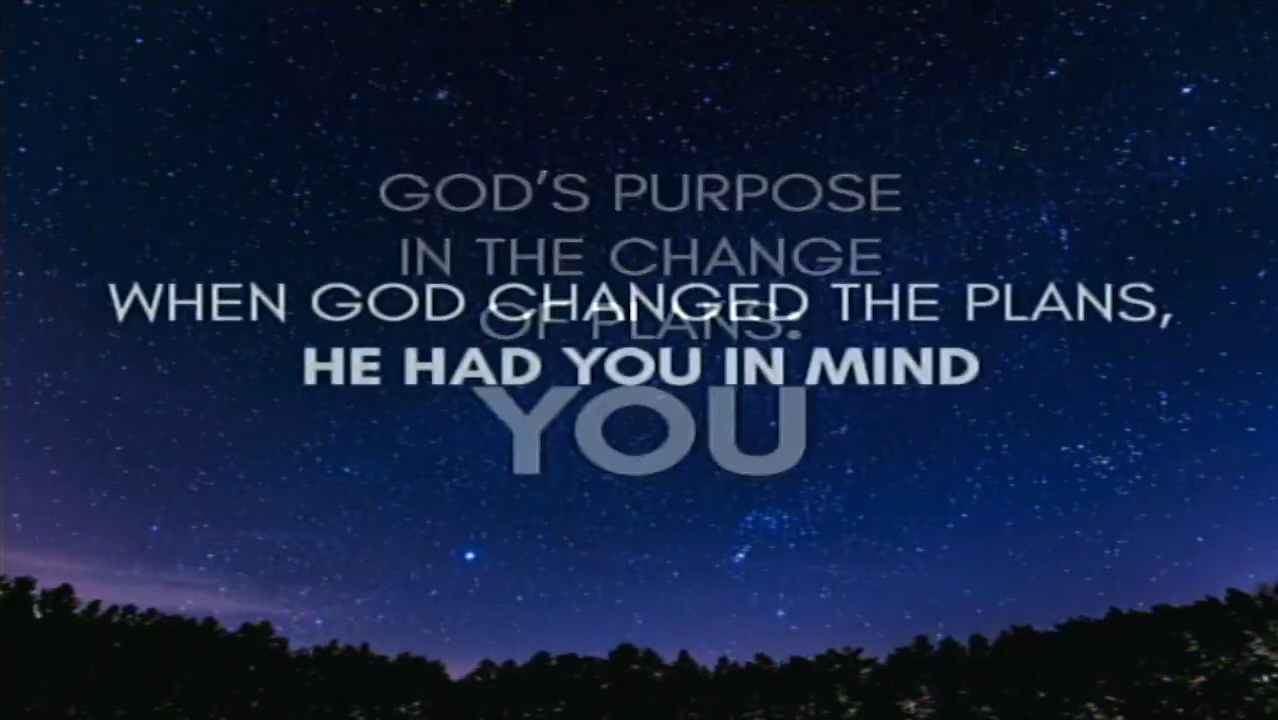 GOD'S PURPOSE
IN THE CHANGE
OF PLANS:
YOU
WHEN GOD CHANGED THE PLANS,
HE HAD YOU IN MIND